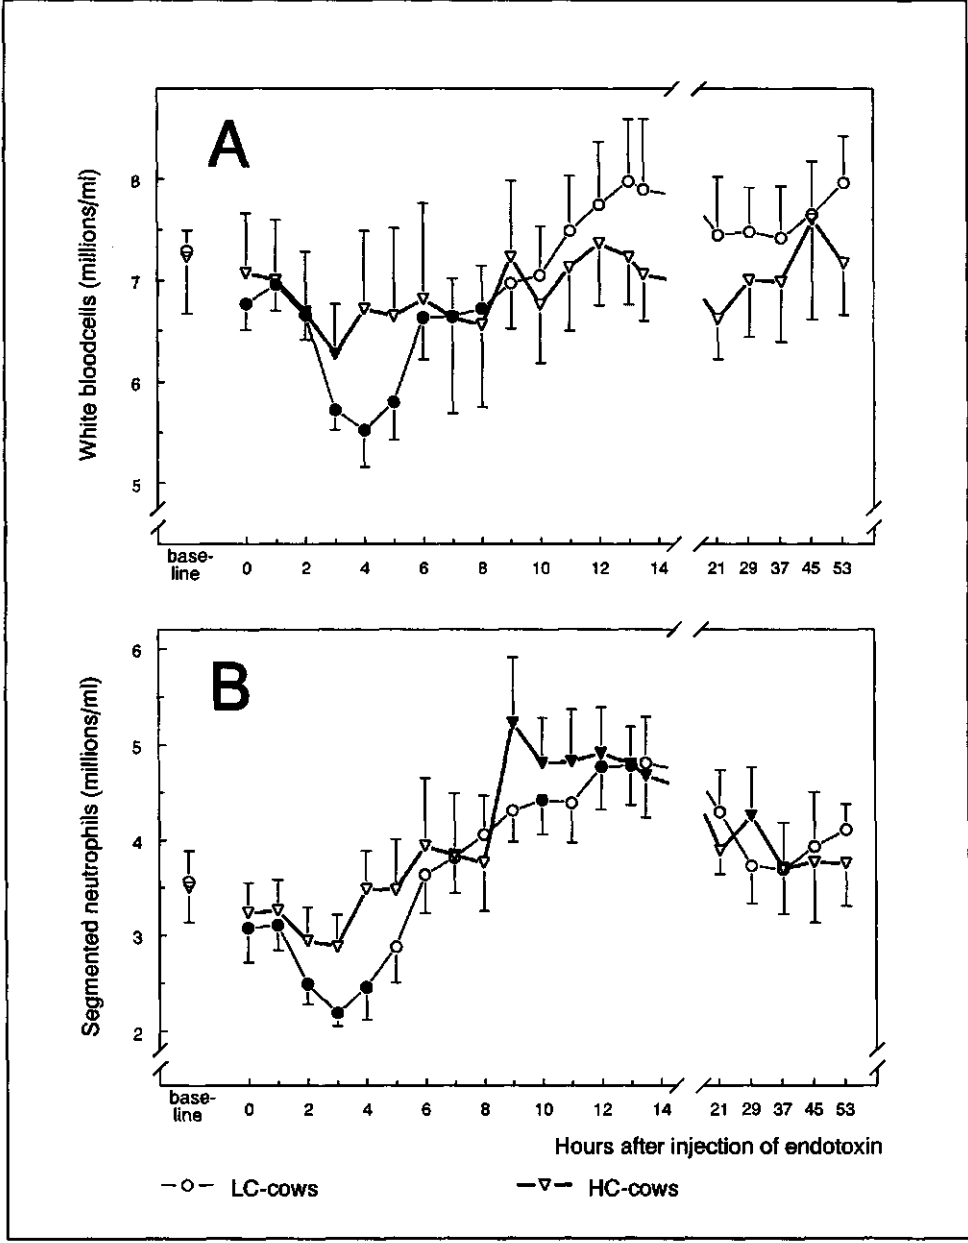 A
White bloodcells (millions/ml)
8
7
6
5
base-
line
0 2 4 6 8 10 12 14 21 29 37 45 53
B
Segmented neutrophils (millions/ml)
6
5
4
3
2
base-
line
0 2 4 6 8 10 12 14 21 29 37 45 53
Hours after injection of endotoxin
LC-cows HC-cows